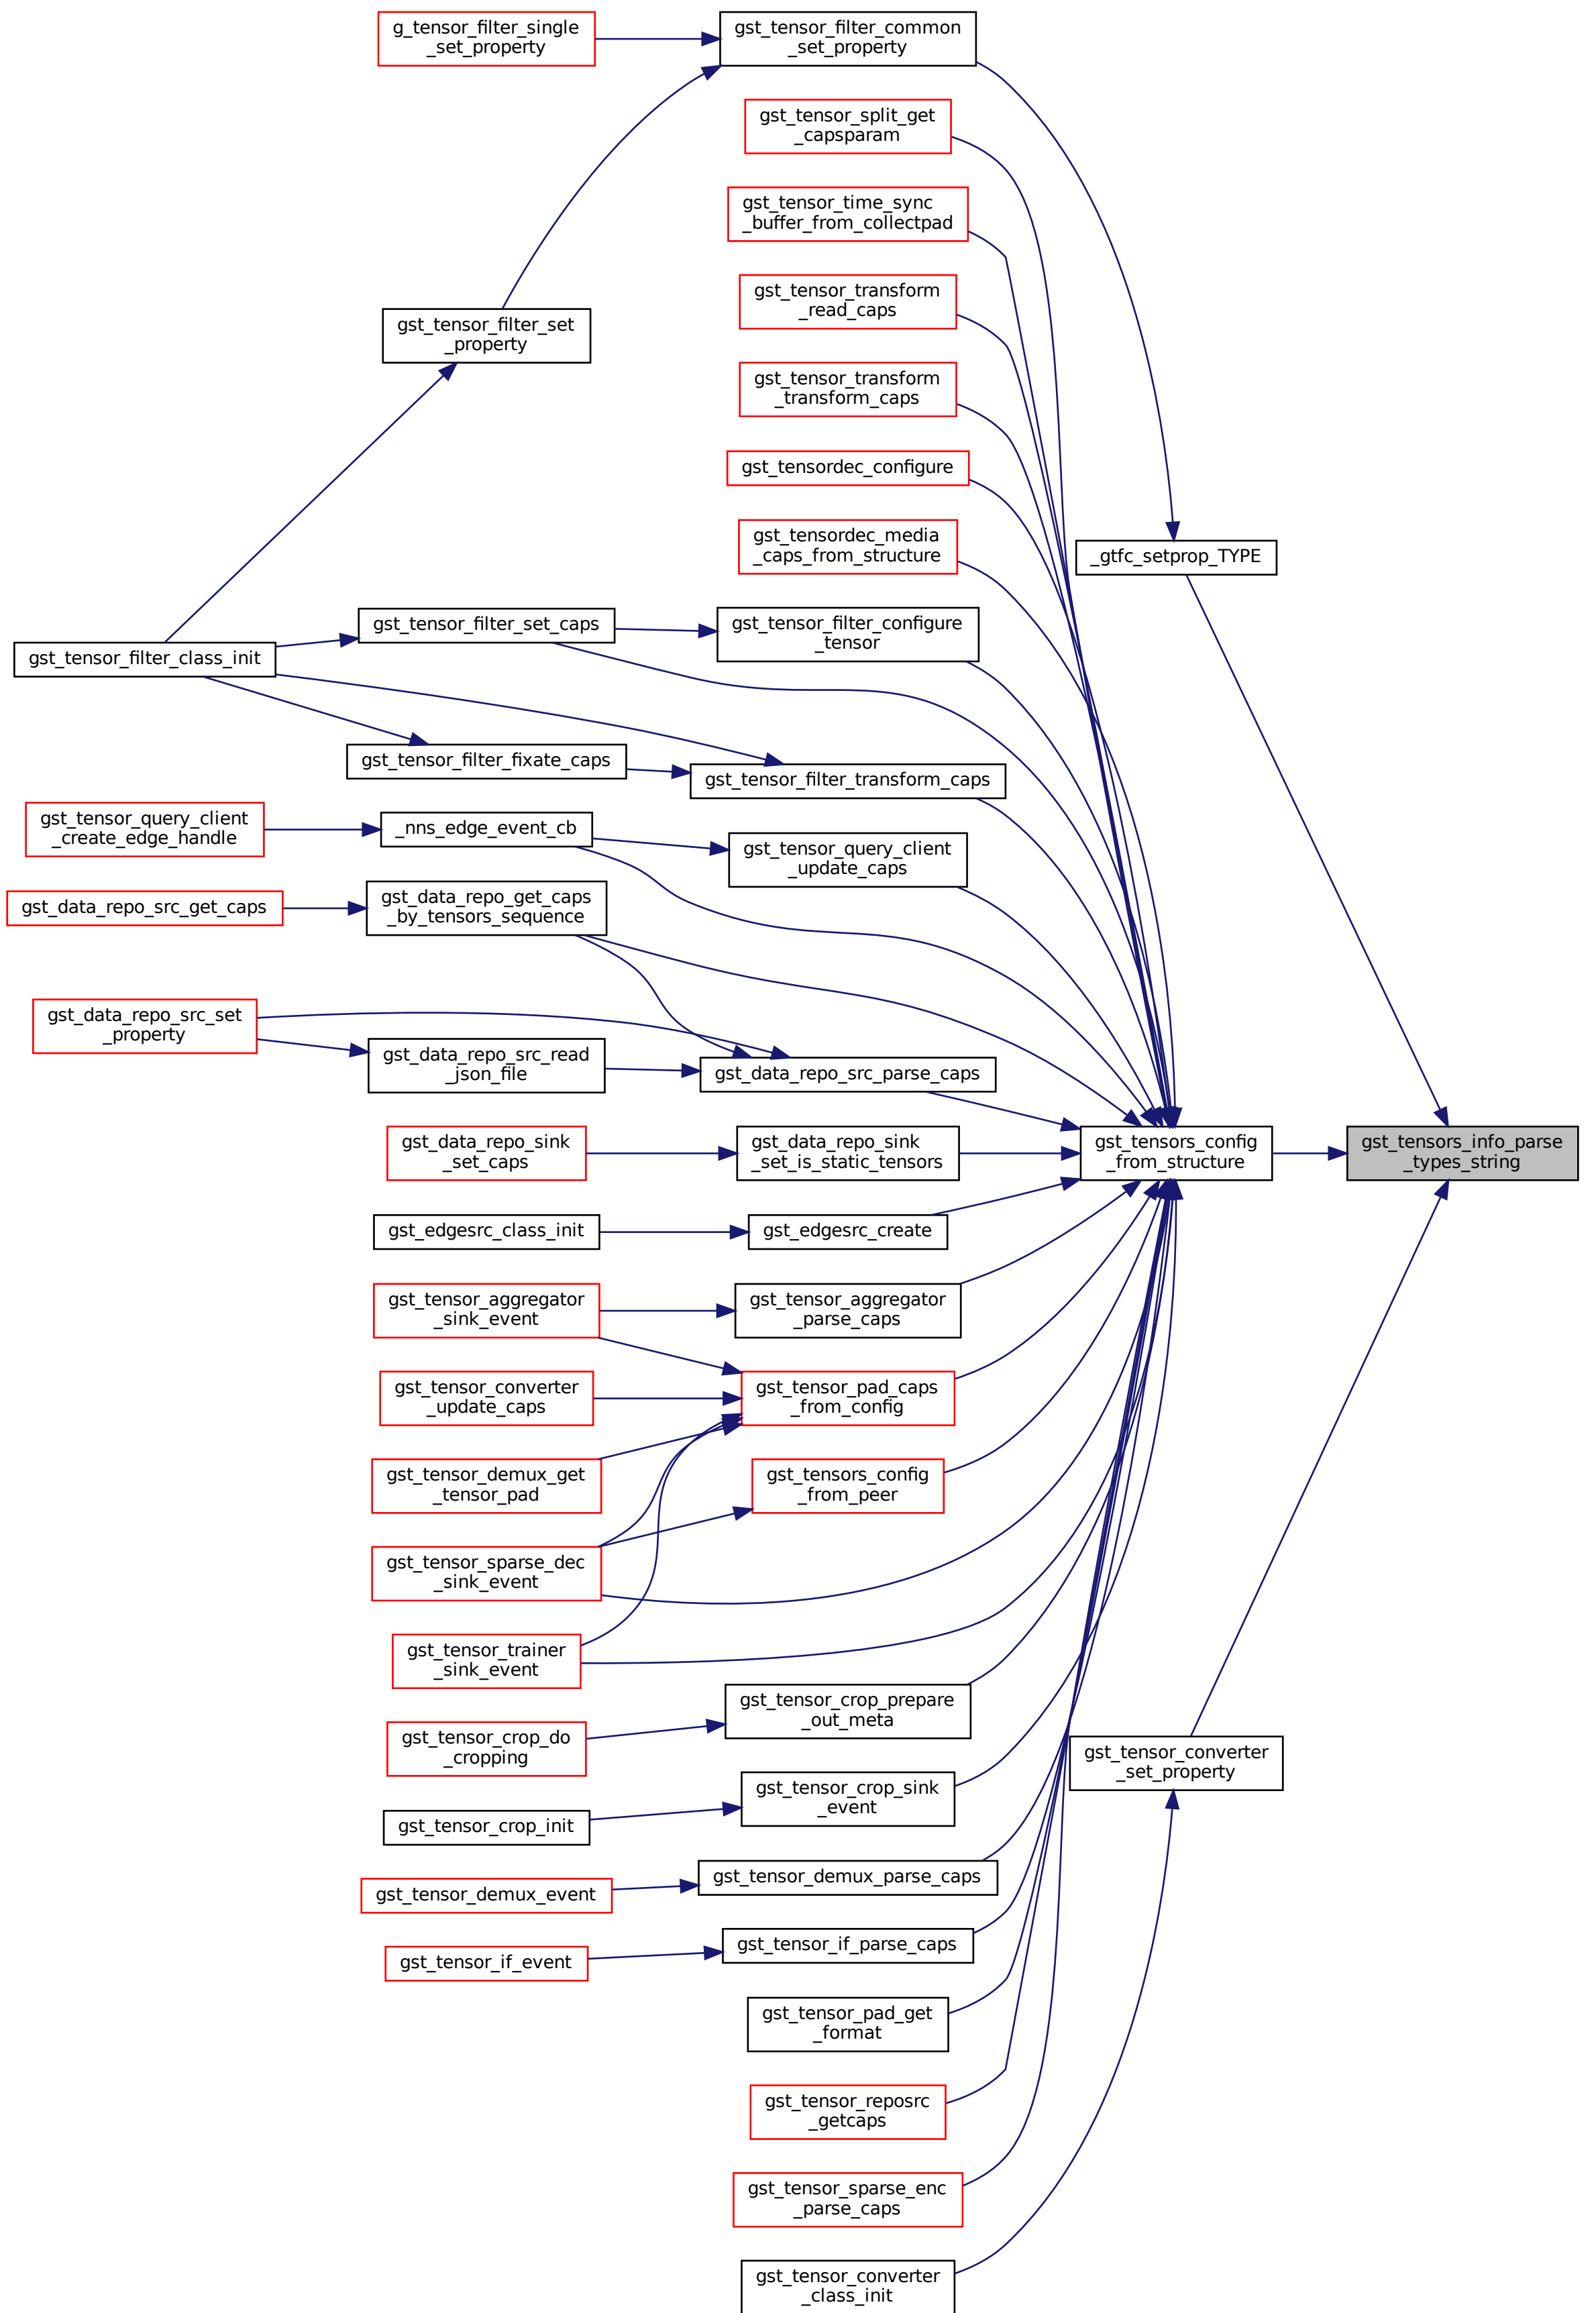 g_tensor_filter_single
_set_property
gst_tensor_filter_common
_set_property
gst_tensor_split_get
_capsparam
gst_tensor_time_sync
_buffer_from_collectpad
gst_tensor_transform
_read_caps
gst_tensor_filter_set
_property
gst_tensor_transform
_transform_caps
gst_tensordec_configure
gst_tensordec_media
_caps_from_structure
_gtfc_setprop_TYPE
gst_tensor_filter_set_caps
gst_tensor_filter_configure
_tensor
gst_tensor_filter_class_init
gst_tensor_filter_fixate_caps
gst_tensor_filter_transform_caps
gst_tensor_query_client
_create_edge_handle
_nns_edge_event_cb
gst_tensor_query_client
_update_caps
gst_data_repo_src_get_caps
gst_data_repo_get_caps
_by_tensors_sequence
gst_data_repo_src_set
_property
gst_data_repo_src_read
_json_file
gst_data_repo_src_parse_caps
gst_data_repo_sink
_set_caps
gst_data_repo_sink
_set_is_static_tensors
gst_tensors_config
_from_structure
gst_tensors_info_parse
_types_string
gst_edgesrc_class_init
gst_edgesrc_create
gst_tensor_aggregator
_sink_event
gst_tensor_aggregator
_parse_caps
gst_tensor_converter
_update_caps
gst_tensor_pad_caps
_from_config
gst_tensor_demux_get
_tensor_pad
gst_tensors_config
_from_peer
gst_tensor_sparse_dec
_sink_event
gst_tensor_trainer
_sink_event
gst_tensor_crop_prepare
_out_meta
gst_tensor_crop_do
_cropping
gst_tensor_converter
_set_property
gst_tensor_crop_sink
_event
gst_tensor_crop_init
gst_tensor_demux_parse_caps
gst_tensor_demux_event
gst_tensor_if_parse_caps
gst_tensor_if_event
gst_tensor_pad_get
_format
gst_tensor_reposrc
_getcaps
gst_tensor_sparse_enc
_parse_caps
gst_tensor_converter
_class_init